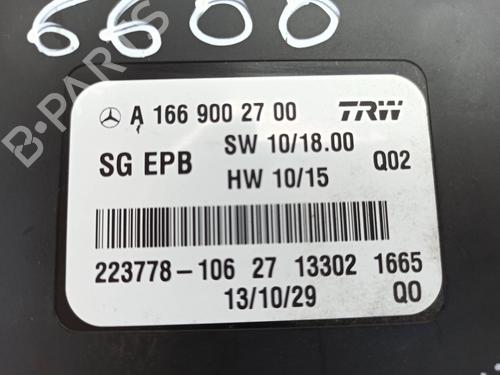 6600
B-PARTS
A 166 900 27 00 TRW
SG EPB SW 10/18.00 Q02
HW 10/15
223778-106 27 13302 1665
13/10/29 Q0